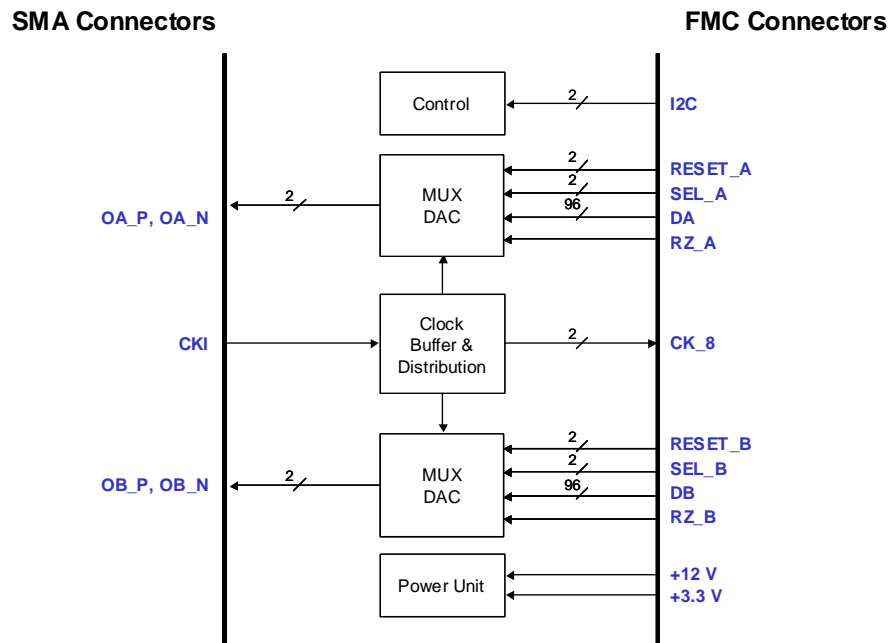 SMA Connectors
FMC Connectors
Control
2
I2C
MUX
DAC
2
OA_P, OA_N
2
RESET_A
2
SEL_A
96
DA
RZ_A
CKI
Clock
Buffer &
Distribution
2
CK_8
MUX
DAC
2
OB_P, OB_N
2
RESET_B
2
SEL_B
96
DB
RZ_B
Power Unit
+12 V
+3.3 V